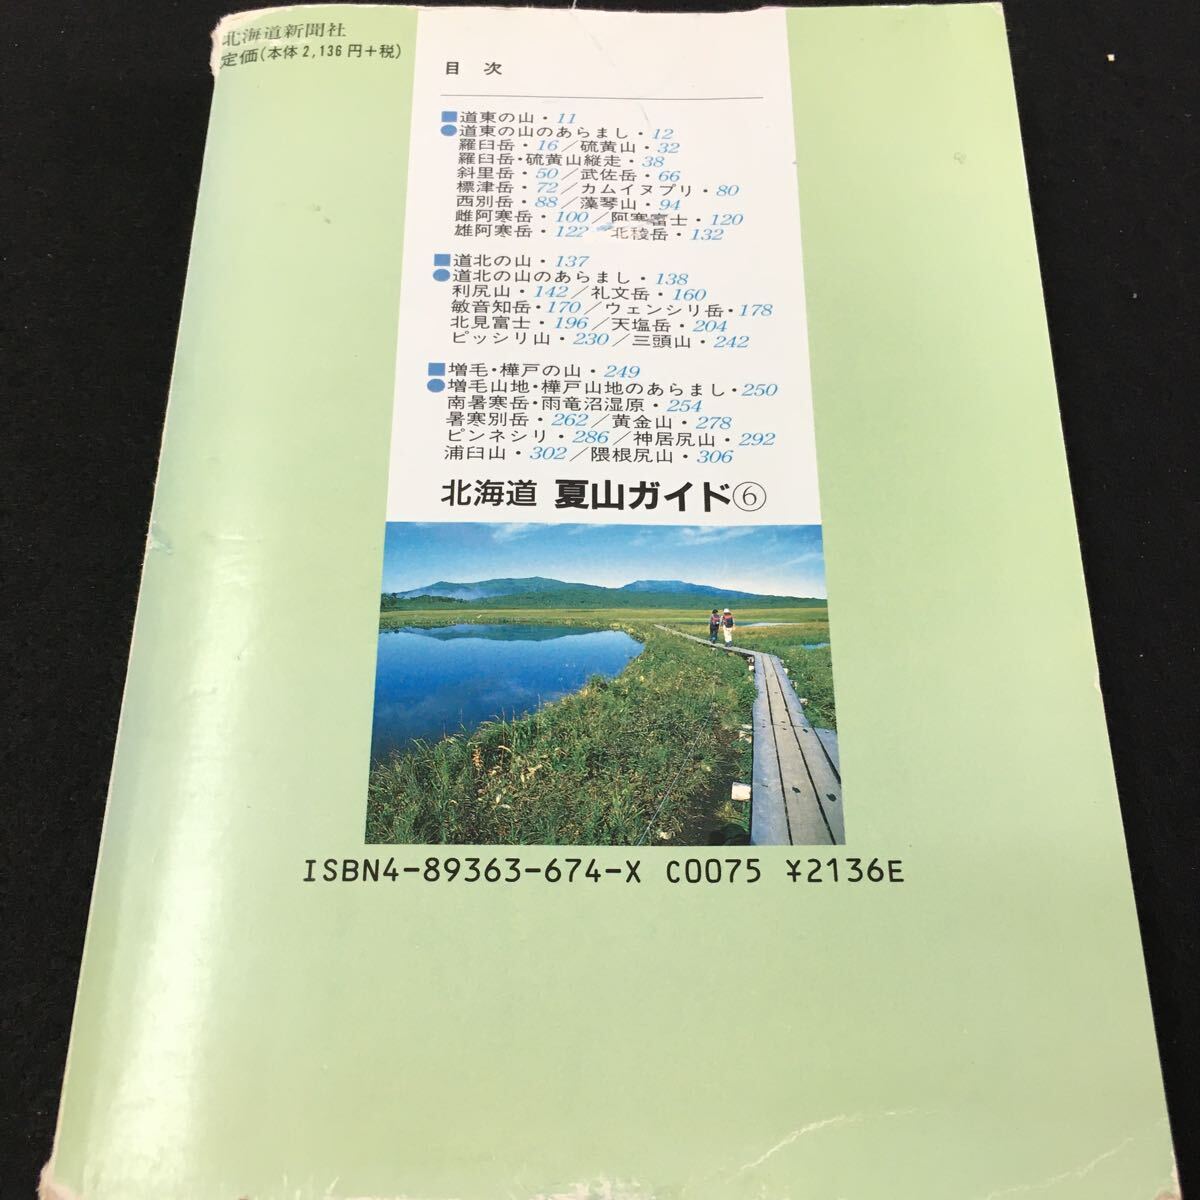 北海道新聞社
定価(本体2,136円+税)
目 次
■道東の山・11
●道東の山のあらまし・12
羅臼岳・16／硫黄山・32
羅臼岳・硫黄山縦走・38
斜里岳・50／武佐岳・66
標津岳・72／カムイヌプリ・80
西別岳・88／藻琴山・94
雌阿寒岳・100／阿寒富士・120
雄阿寒岳・122 北稜岳・132
■道北の山・137
●道北の山のあらまし・138
利尻山・142／礼文岳・160
敏音知岳・170／ウェンシリ岳・178
北見富士・196／天塩岳・204
ピッシリ山・230／三頭山・242
■増毛・樺戸の山・249
●増毛山地・樺戸山地のあらまし・250
南暑寒岳・雨竜沼湿原・254
暑寒別岳・262／黄金山・278
ピンネシリ・286／神居尻山・292
浦臼山・302／隈根尻山・306
北海道 夏山ガイド⑥
ISBN4-89363-674-X C0075 ¥2136E